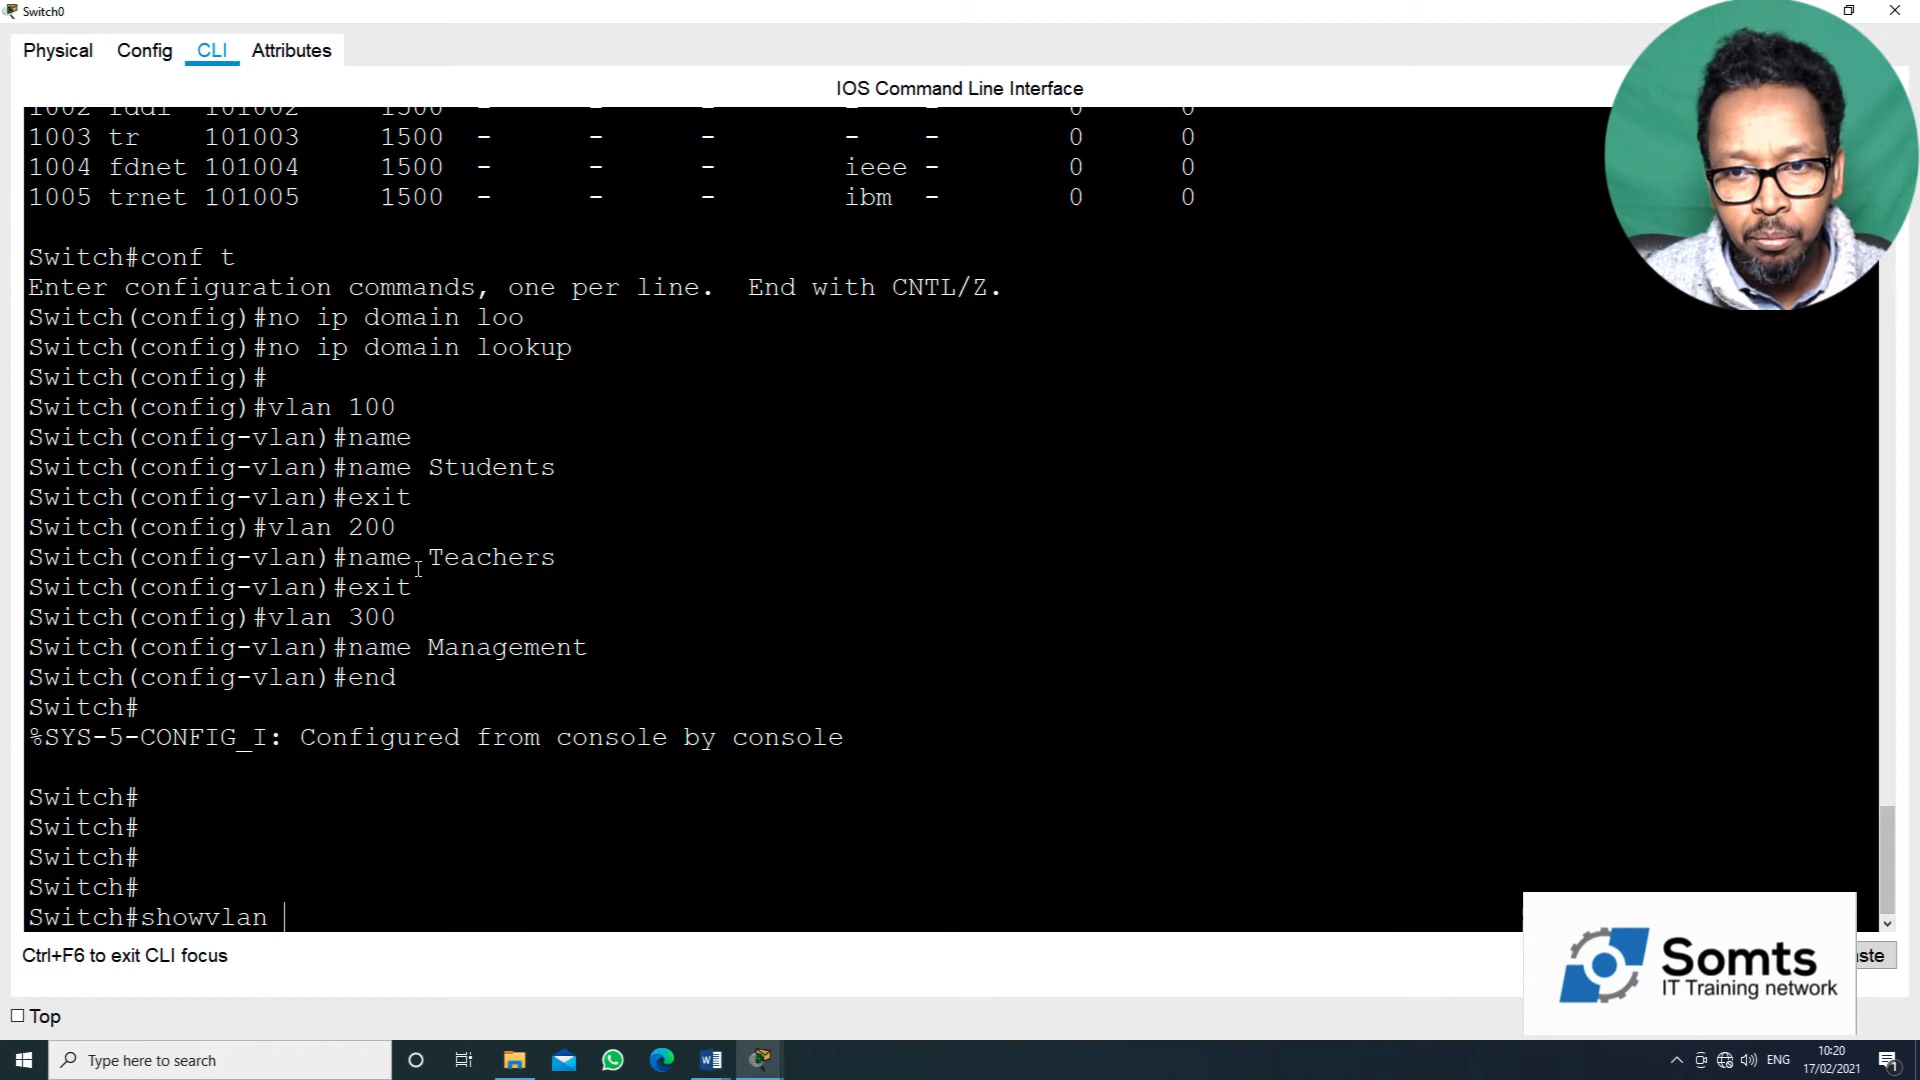 Switch0
Physical Config CLI Attributes
IOS Command Line Interface
1002 fddi 101002 1500 - - - - - 0 0
1003 tr 101003 1500 - - - - - 0 0
1004 fdnet 101004 1500 - - - ieee - 0 0
1005 trnet 101005 1500 - - - ibm - 0 0
Switch#conf t
Enter configuration commands, one per line. End with CNTL/Z.
Switch(config)#no ip domain loo
Switch(config)#no ip domain lookup
Switch(config)#
Switch(config)#vlan 100
Switch(config-vlan)#name
Switch(config-vlan)#name Students
Switch(config-vlan)#exit
Switch(config)#vlan 200
Switch(config-vlan)#name Teachers
Switch(config-vlan)#exit
Switch(config)#vlan 300
Switch(config-vlan)#name Management
Switch(config-vlan)#end
Switch#
%SYS-5-CONFIG_I: Configured from console by console
Switch#
Switch#
Switch#
Switch#
Switch#showvlan
Ctrl+F6 to exit CLI focus
Somts
IT Training network
Top
Type here to search
ENG
10:20
17/02/2021
1